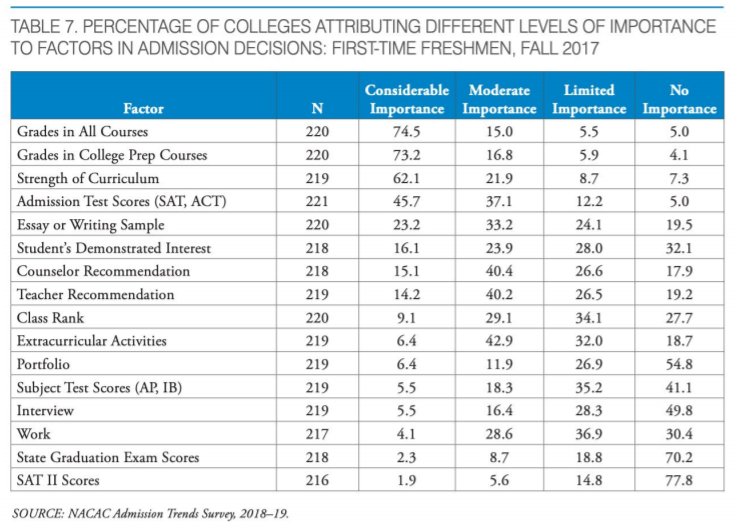 TABLE 7. PERCENTAGE OF COLLEGES ATTRIBUTING DIFFERENT LEVELS OF IMPORTANCE
TO FACTORS IN ADMISSION DECISIONS: FIRST-TIME FRESHMEN, FALL 2017
Factor N Considerable Importance Moderate Importance Limited Importance No Importance
Grades in All Courses 220 74.5 15.0 5.5 5.0
Grades in College Prep Courses 220 73.2 16.8 5.9 4.1
Strength of Curriculum 219 62.1 21.9 8.7 7.3
Admission Test Scores (SAT, ACT) 221 45.7 37.1 12.2 5.0
Essay or Writing Sample 220 23.2 33.2 24.1 19.5
Student's Demonstrated Interest 218 16.1 23.9 28.0 32.1
Counselor Recommendation 218 15.1 40.4 26.6 17.9
Teacher Recommendation 219 14.2 40.2 26.5 19.2
Class Rank 220 9.1 29.1 34.1 27.7
Extracurricular Activities 219 6.4 42.9 32.0 18.7
Portfolio 219 6.4 11.9 26.9 54.8
Subject Test Scores (AP, IB) 219 5.5 18.3 35.2 41.1
Interview 219 5.5 16.4 28.3 49.8
Work 217 4.1 28.6 36.9 30.4
State Graduation Exam Scores 218 2.3 8.7 18.8 70.2
SAT II Scores 216 1.9 5.6 14.8 77.8
SOURCE: NACAC Admission Trends Survey, 2018–19.